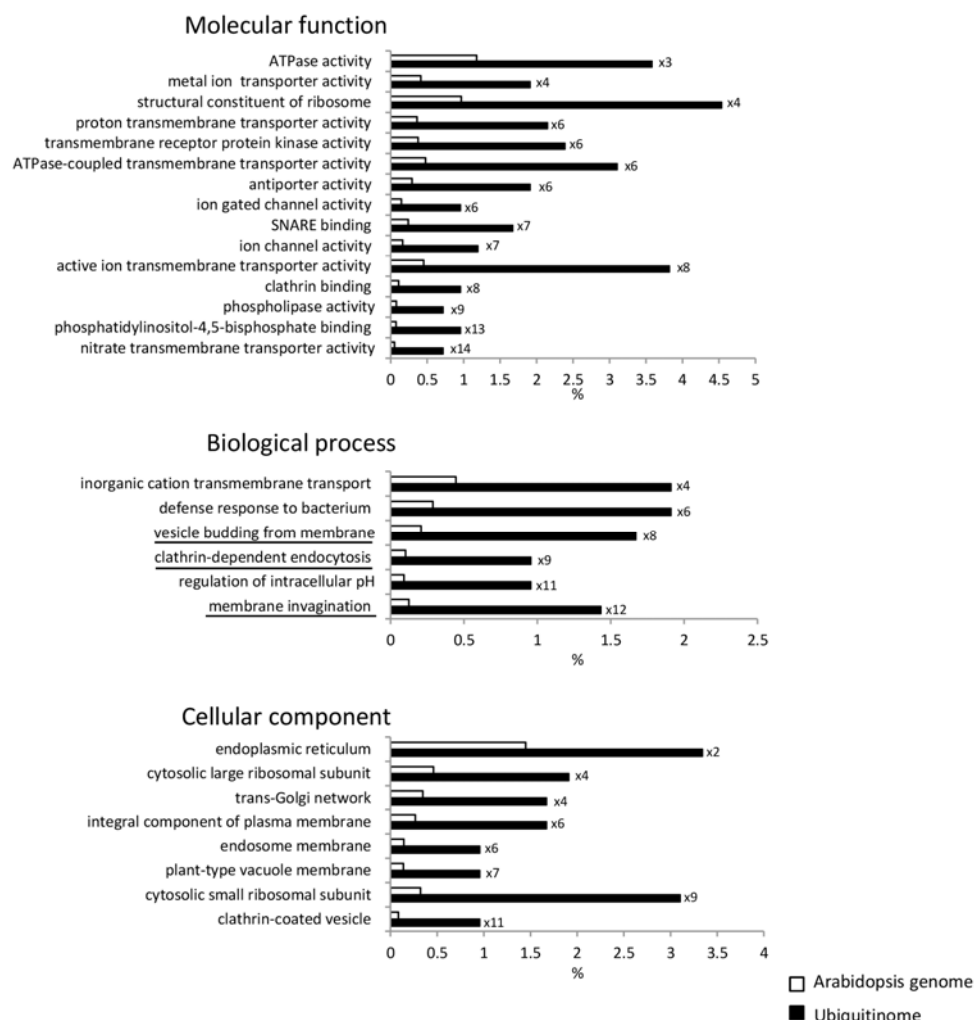 Molecular function
ATPase activity x3
metal ion transporter activity x4
structural constituent of ribosome x4
proton transmembrane transporter activity x6
transmembrane receptor protein kinase activity x6
ATPase-coupled transmembrane transporter activity x6
antiporter activity x6
ion gated channel activity x6
SNARE binding x7
ion channel activity x7
active ion transmembrane transporter activity x8
clathrin binding x8
phospholipase activity x9
phosphatidylinositol-4,5-bisphosphate binding x13
nitrate transmembrane transporter activity x14
0 0.5 1 1.5 2 2.5 3 3.5 4 4.5 5
%
Biological process
inorganic cation transmembrane transport x4
defense response to bacterium x6
vesicle budding from membrane x8
clathrin-dependent endocytosis x9
regulation of intracellular pH x11
membrane invagination x12
0 0.5 1 1.5 2 2.5
%
Cellular component
endoplasmic reticulum x2
cytosolic large ribosomal subunit x4
trans-Golgi network x4
integral component of plasma membrane x6
endosome membrane x6
plant-type vacuole membrane x7
cytosolic small ribosomal subunit x9
clathrin-coated vesicle x11
0 0.5 1 1.5 2 2.5 3 3.5 4
%
Arabidopsis genome
Ubiquitinome